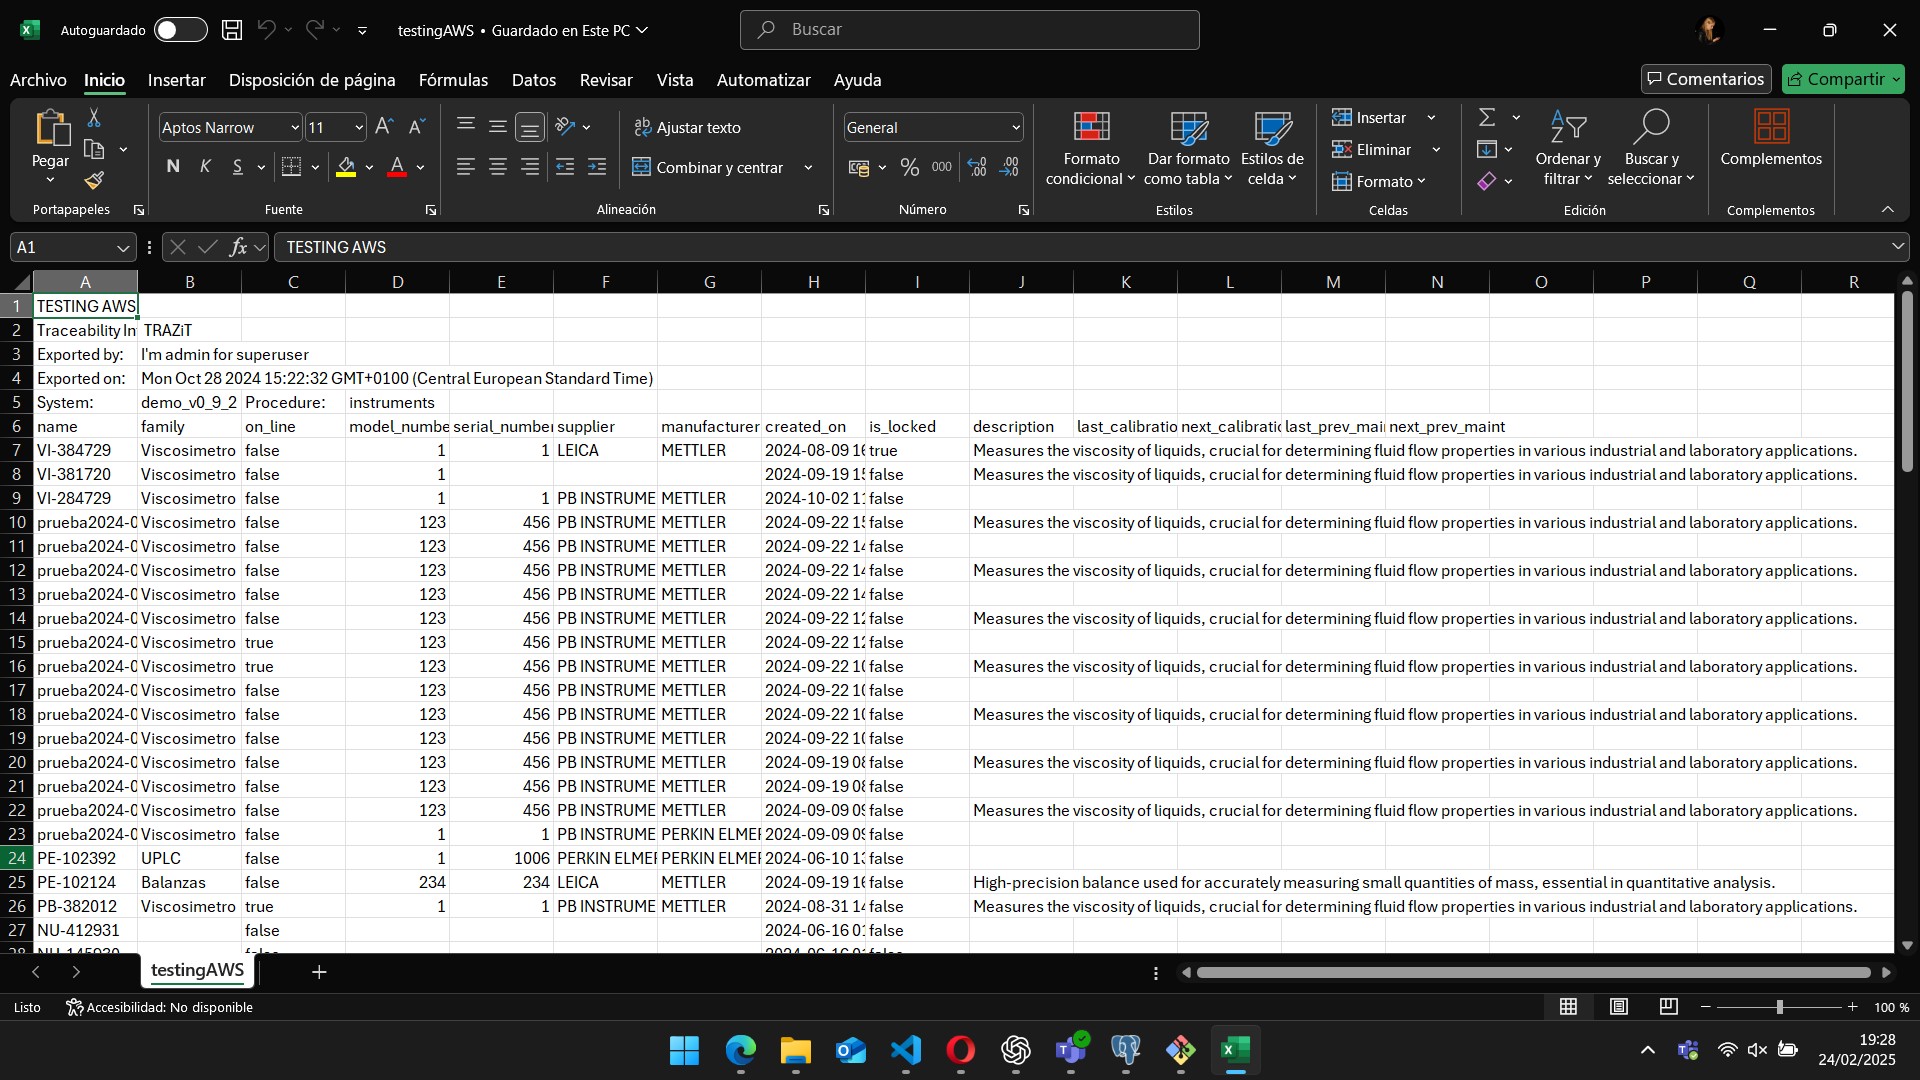 Autoguardado testingAWS • Guardado en Este PC Buscar
Archivo Inicio Insertar Disposición de página Fórmulas Datos Revisar Vista Automatizar Ayuda Comentarios Compartir
Pegar
Portapapeles
Aptos Narrow 11
N K S
Fuente
Ajustar texto
Combinar y centrar
Alineación
General
% 000
Número
Formato condicional
Dar formato como tabla
Estilos de celda
Estilos
Insertar
Eliminar
Formato
Celdas
Ordenar y filtrar
Buscar y seleccionar
Edición
Complementos
Complementos
A1 fx TESTING AWS
A B C D E F G H I J K L M N O P Q R
1 TESTING AWS
2 Traceability In TRAZiT
3 Exported by: I'm admin for superuser
4 Exported on: Mon Oct 28 2024 15:22:32 GMT+0100 (Central European Standard Time)
5 System: demo_v0_9_2 Procedure: instruments
6 name family on_line model_numbe serial_number supplier manufacturer created_on is_locked description last_calibratio next_calibratio last_prev_mai next_prev_maint
7 VI-384729 Viscosimetro false 1 1 LEICA METTLER 2024-08-09 16 true Measures the viscosity of liquids, crucial for determining fluid flow properties in various industrial and laboratory applications.
8 VI-381720 Viscosimetro false 1 2024-09-19 15 false Measures the viscosity of liquids, crucial for determining fluid flow properties in various industrial and laboratory applications.
9 VI-284729 Viscosimetro false 1 1 PB INSTRUME METTLER 2024-10-02 11 false
10 prueba2024-0 Viscosimetro false 123 456 PB INSTRUME METTLER 2024-09-22 15 false Measures the viscosity of liquids, crucial for determining fluid flow properties in various industrial and laboratory applications.
11 prueba2024-0 Viscosimetro false 123 456 PB INSTRUME METTLER 2024-09-22 14 false
12 prueba2024-0 Viscosimetro false 123 456 PB INSTRUME METTLER 2024-09-22 14 false Measures the viscosity of liquids, crucial for determining fluid flow properties in various industrial and laboratory applications.
13 prueba2024-0 Viscosimetro false 123 456 PB INSTRUME METTLER 2024-09-22 14 false
14 prueba2024-0 Viscosimetro false 123 456 PB INSTRUME METTLER 2024-09-22 12 false Measures the viscosity of liquids, crucial for determining fluid flow properties in various industrial and laboratory applications.
15 prueba2024-0 Viscosimetro true 123 456 PB INSTRUME METTLER 2024-09-22 12 false
16 prueba2024-0 Viscosimetro true 123 456 PB INSTRUME METTLER 2024-09-22 10 false Measures the viscosity of liquids, crucial for determining fluid flow properties in various industrial and laboratory applications.
17 prueba2024-0 Viscosimetro false 123 456 PB INSTRUME METTLER 2024-09-22 10 false
18 prueba2024-0 Viscosimetro false 123 456 PB INSTRUME METTLER 2024-09-22 10 false Measures the viscosity of liquids, crucial for determining fluid flow properties in various industrial and laboratory applications.
19 prueba2024-0 Viscosimetro false 123 456 PB INSTRUME METTLER 2024-09-22 10 false
20 prueba2024-0 Viscosimetro false 123 456 PB INSTRUME METTLER 2024-09-19 08 false Measures the viscosity of liquids, crucial for determining fluid flow properties in various industrial and laboratory applications.
21 prueba2024-0 Viscosimetro false 123 456 PB INSTRUME METTLER 2024-09-19 08 false
22 prueba2024-0 Viscosimetro false 123 456 PB INSTRUME METTLER 2024-09-09 09 false Measures the viscosity of liquids, crucial for determining fluid flow properties in various industrial and laboratory applications.
23 prueba2024-0 Viscosimetro false 1 1 PB INSTRUME PERKIN ELMER 2024-09-09 09 false
24 PE-102392 UPLC false 1 1006 PERKIN ELMER PERKIN ELMER 2024-06-10 13 false
25 PE-102124 Balanzas false 234 234 LEICA METTLER 2024-09-19 16 false High-precision balance used for accurately measuring small quantities of mass, essential in quantitative analysis.
26 PB-382012 Viscosimetro true 1 1 PB INSTRUME METTLER 2024-08-31 14 false Measures the viscosity of liquids, crucial for determining fluid flow properties in various industrial and laboratory applications.
27 NU-412931 false 2024-06-16 01 false
testingAWS
Listo Accesibilidad: No disponible 100 %
19:28
24/02/2025